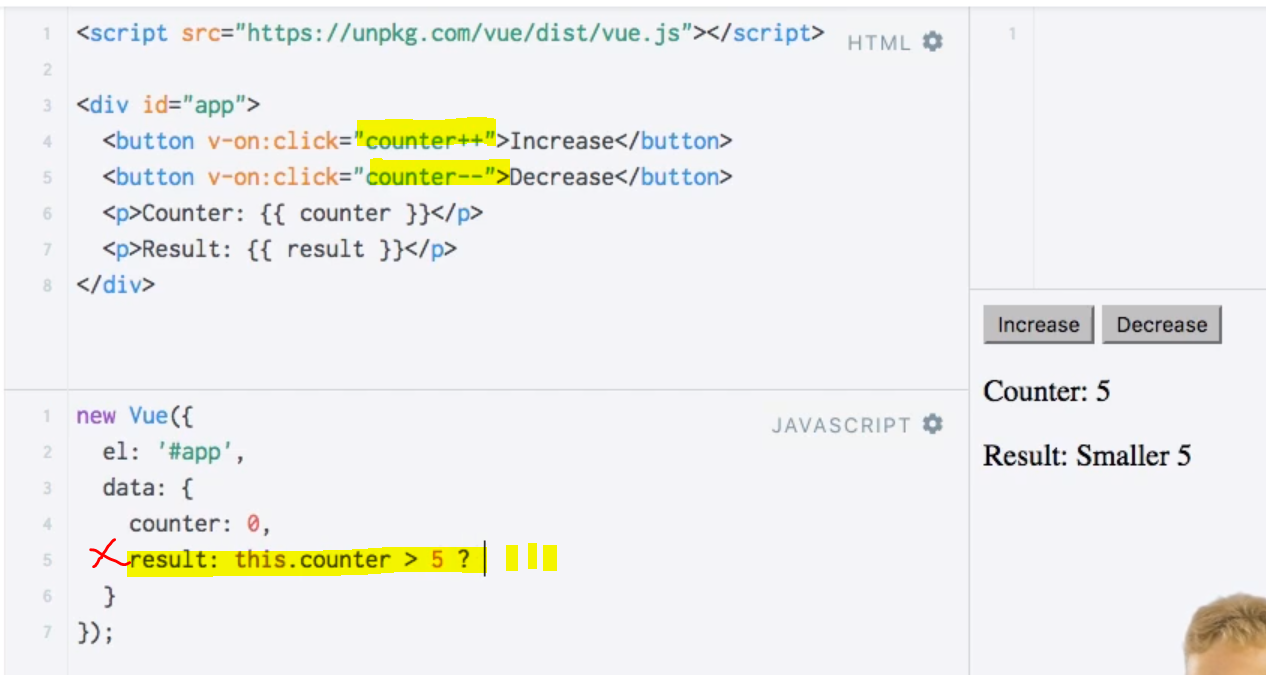 1 <script src="https://unpkg.com/vue/dist/vue.js"></script>
HTML
2
3 <div id="app">
4 <button v-on:click="counter++">Increase</button>
5 <button v-on:click="counter--">Decrease</button>
6 <p>Counter: {{ counter }}</p>
7 <p>Result: {{ result }}</p>
8 </div>
1 new Vue({
JAVASCRIPT
2 el: '#app',
3 data: {
4 counter: 0,
5 result: this.counter > 5 ?
6 }
7 });
1
Increase Decrease
Counter: 5
Result: Smaller 5